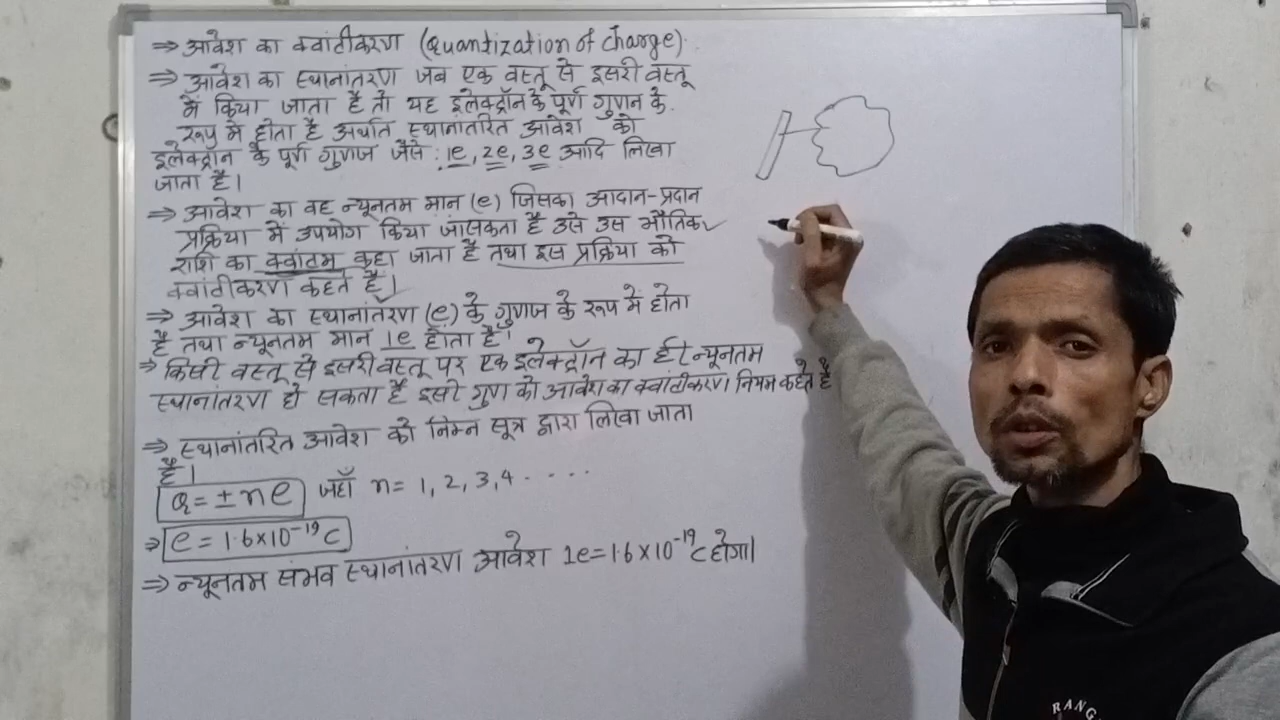 ⇒ आवेश का क्वांटीकरण (Quantization of charge).
⇒ आवेश का स्थानांतरण जब एक वस्तू से दूसरी वस्तू
में किया जाता है तो यह इलेक्ट्रॉन के पूर्ण गुणन के
रूप में होता है अर्थात स्थानांतरित आवेश को
इलेक्ट्रॉन के पूर्ण गुणज जैसे : 1e, 2e, 3e आदि लिखा
जाता है।
⇒ आवेश का वह न्यूनतम मान (e) जिसका आदान-प्रदान
प्रक्रिया में उपयोग किया जासकता है उसे उस भौतिक
राशि का क्वांटम कहा जाता है तथा इस प्रक्रिया को
क्वांटीकरण कहते हैं।
⇒ आवेश का स्थानांतरण (e) के गुणज के रूप में होता
है तथा न्यूनतम मान 1e होता है।
⇒ किसी वस्तू से दूसरी वस्तू पर एक इलेक्ट्रॉन का ही न्यूनतम
स्थानांतरण हो सकता है इसी गुण को आवेश का क्वांटीकरण नियम कहते है
⇒ स्थानांतरित आवेश को निम्न सूत्र द्वारा लिखा जाता
है।
Q = ± ne जहाँ n = 1, 2, 3, 4 - - - -
⇒ e = 1.6×10⁻¹⁹ C
⇒ न्यूनतम संभव स्थानांतरण आवेश 1e = 1.6×10⁻¹⁹ C होगा।
RANG